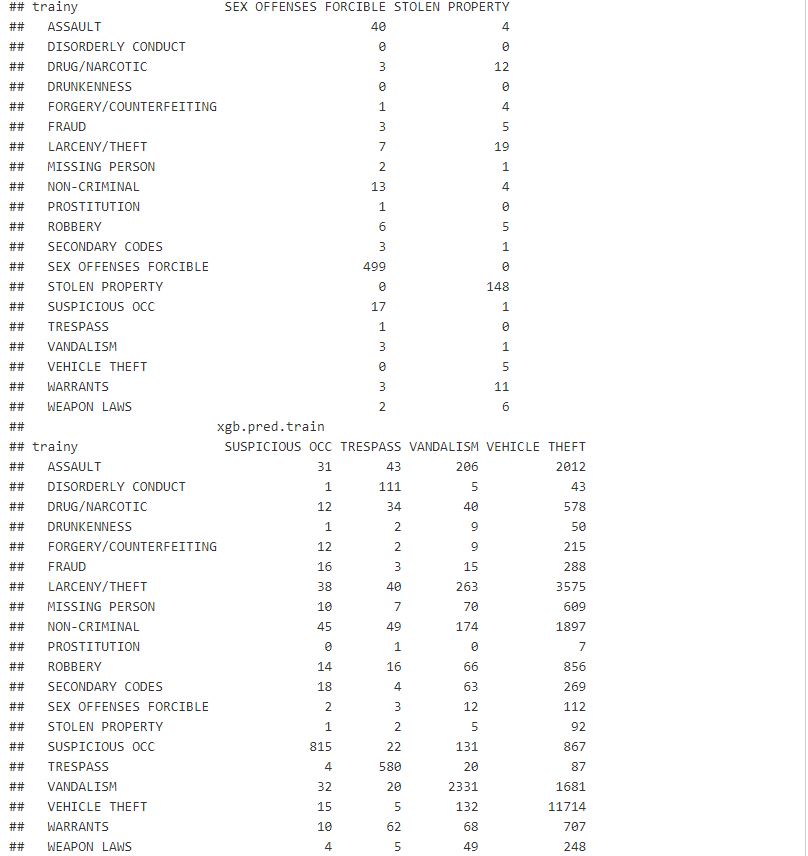 ## trayiny SEX OFFENSES FORCIBLE STOLEN PROPERTY
## ASSAULT 40 4
## DISORDERLY CONDUCT 0 0
## DRUG/NARCOTIC 3 12
## DRUNKENNESS 0 0
## FORGERY/COUNTERFEITING 1 4
## FRAUD 3 5
## LARCENY/THEFT 7 19
## MISSING PERSON 2 1
## NON-CRIMINAL 13 4
## PROSTITUTION 1 0
## ROBBERY 6 5
## SECONDARY CODES 3 1
## SEX OFFENSES FORCIBLE 499 0
## STOLEN PROPERTY 0 148
## SUSPICIOUS OCC 17 1
## TRESPASS 1 0
## VANDALISM 3 1
## VEHICLE THEFT 0 5
## WARRANTS 3 11
## WEAPON LAWS 2 6
## xgb.pred.train
## trainy SUSPICIOUS OCC TRESPASS VANDALISM VEHICLE THEFT
## ASSAULT 31 43 206 2012
## DISORDERLY CONDUCT 1 111 5 43
## DRUG/NARCOTIC 12 34 40 578
## DRUNKENNESS 1 2 9 50
## FORGERY/COUNTERFEITING 12 2 9 215
## FRAUD 16 3 15 288
## LARCENY/THEFT 38 40 263 3575
## MISSING PERSON 10 7 70 609
## NON-CRIMINAL 45 49 174 1897
## PROSTITUTION 0 1 0 7
## ROBBERY 14 16 66 856
## SECONDARY CODES 18 4 63 269
## SEX OFFENSES FORCIBLE 2 3 12 112
## STOLEN PROPERTY 1 2 5 92
## SUSPICIOUS OCC 815 22 131 867
## TRESPASS 4 580 20 87
## VANDALISM 32 20 2331 1681
## VEHICLE THEFT 15 5 132 11714
## WARRANTS 10 62 68 707
## WEAPON LAWS 4 5 49 248